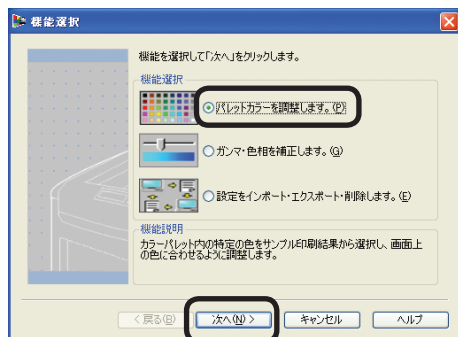 機能選択
機能を選択して「次へ」をクリックします。
機能選択
パレットカラーを調整します。(P)
ガンマ・色相を補正します。(G)
設定をインポート・エクスポート・削除します。(E)
機能説明
カラーパレット内の特定の色をサンプル印刷結果から選択し、画面上
の色に合わせるように調整します。
< 戻る(B)
次へ(N) >
キャンセル
ヘルプ